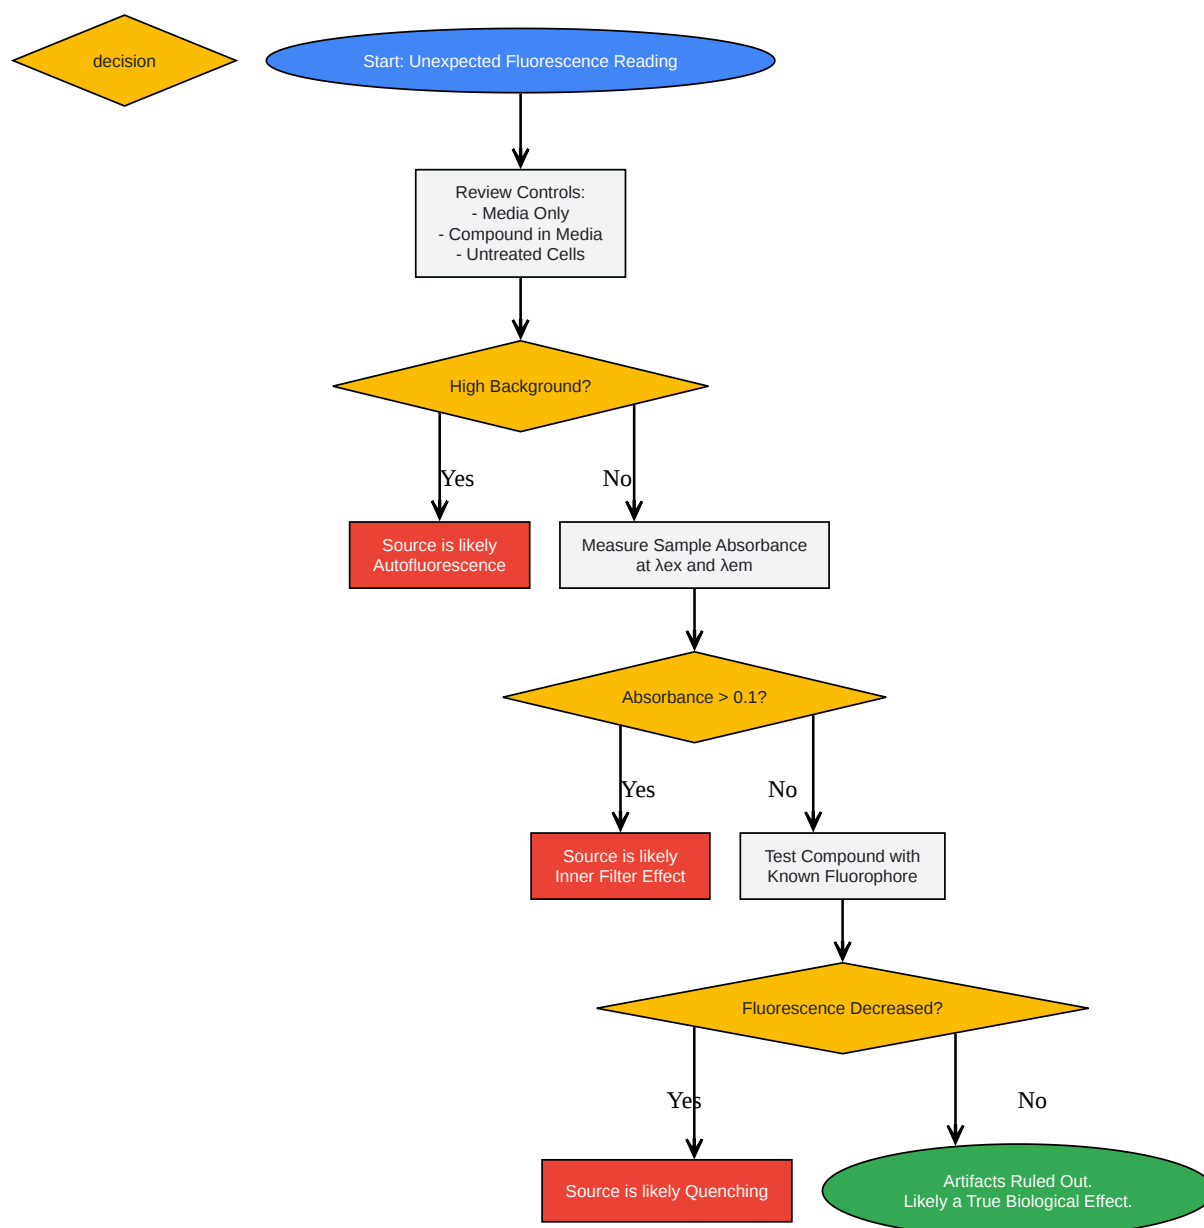 decision
Start: Unexpected Fluorescence Reading
Review Controls:
- Media Only
- Compound in Media
- Untreated Cells
High Background?
Yes
No
Source is likely
Autofluorescence
Measure Sample Absorbance
at λex and λem
Absorbance > 0.1?
Yes
No
Source is likely
Inner Filter Effect
Test Compound with
Known Fluorophore
Fluorescence Decreased?
Yes
No
Source is likely Quenching
Artifacts Ruled Out.
Likely a True Biological Effect.